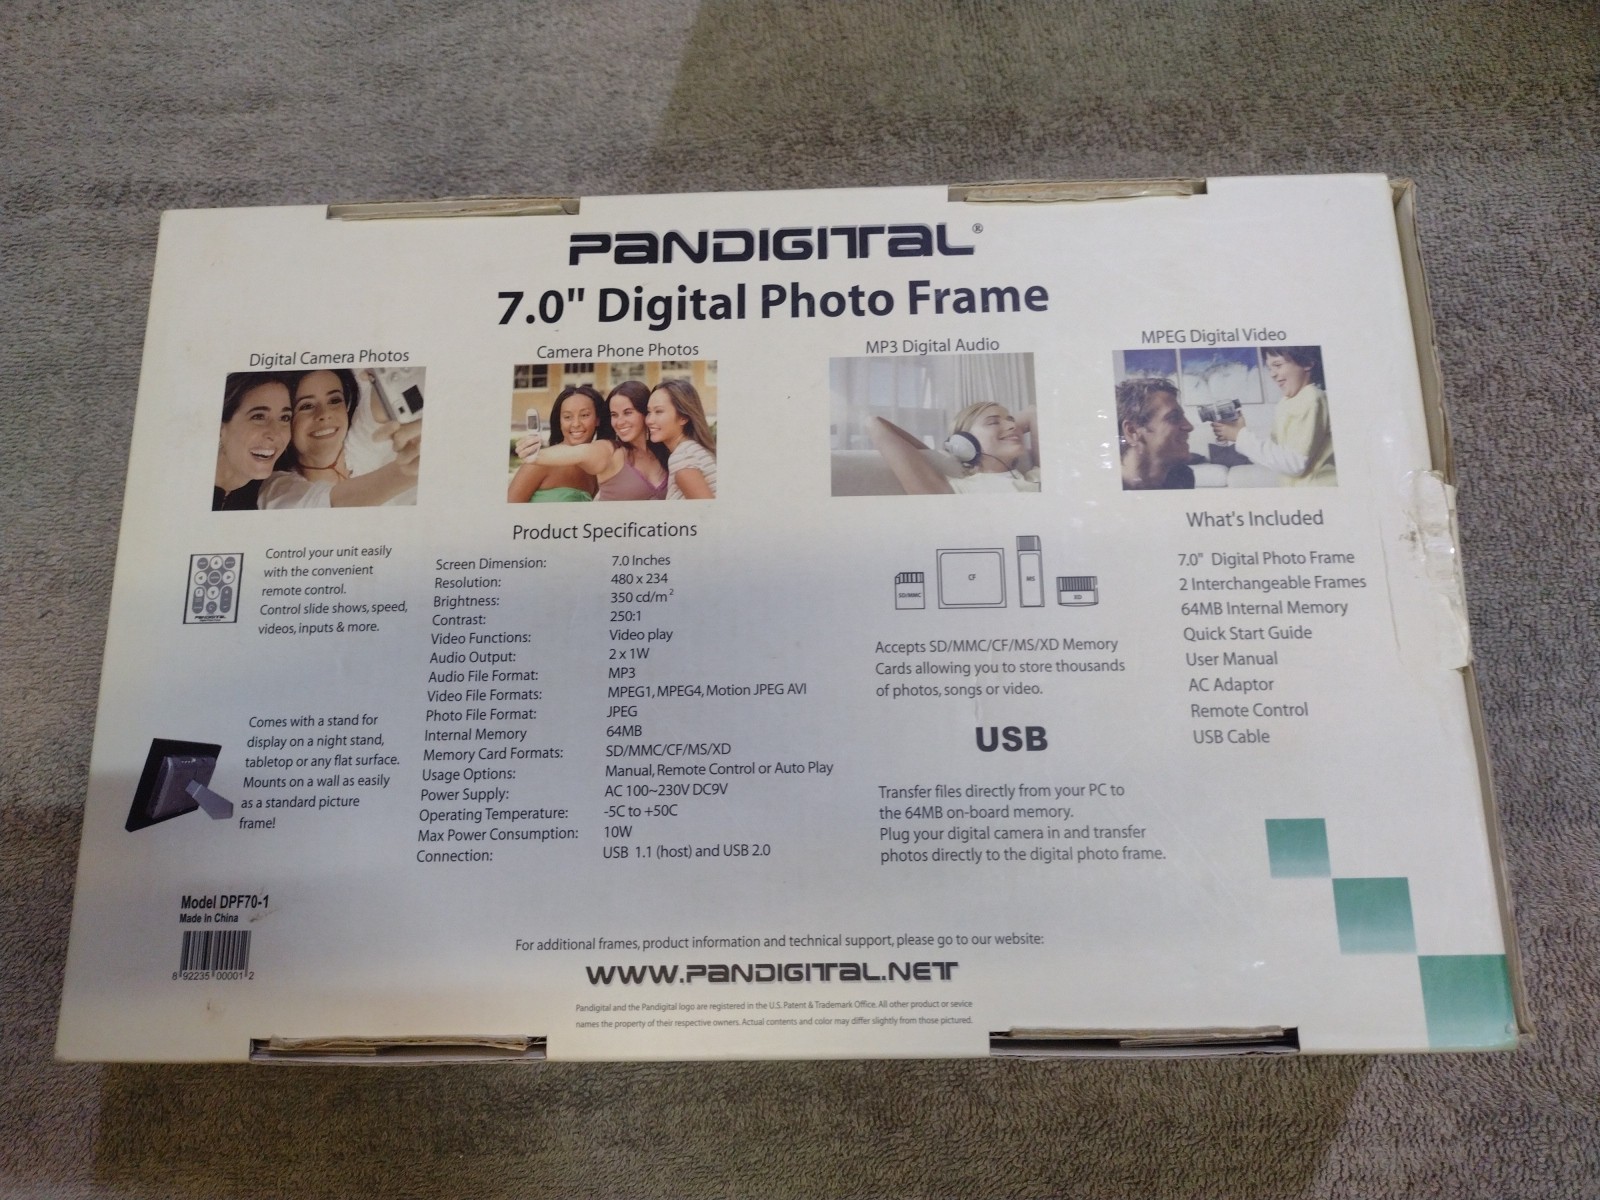 PANDIGITAL®
7.0" Digital Photo Frame
Digital Camera Photos
Camera Phone Photos
MP3 Digital Audio
MPEG Digital Video
Control your unit easily
with the convenient
remote control.
Control slide shows, speed,
videos, inputs & more.
Comes with a stand for
display on a night stand,
tabletop or any flat surface.
Mounts on a wall as easily
as a standard picture
frame!
Product Specifications
Screen Dimension: 7.0 Inches
Resolution: 480 x 234
Brightness: 350 cd/m²
Contrast: 250:1
Video Functions: Video play
Audio Output: 2 x 1W
Audio File Format: MP3
Video File Formats: MPEG1, MPEG4, Motion JPEG AVI
Photo File Format: JPEG
Internal Memory 64MB
Memory Card Formats: SD/MMC/CF/MS/XD
Usage Options: Manual, Remote Control or Auto Play
Power Supply: AC 100~230V DC9V
Operating Temperature: -5C to +50C
Max Power Consumption: 10W
Connection: USB 1.1 (host) and USB 2.0
SD/MMC
CF
MS
XD
Accepts SD/MMC/CF/MS/XD Memory
Cards allowing you to store thousands
of photos, songs or video.
USB
Transfer files directly from your PC to
the 64MB on-board memory.
Plug your digital camera in and transfer
photos directly to the digital photo frame.
What's Included
7.0" Digital Photo Frame
2 Interchangeable Frames
64MB Internal Memory
Quick Start Guide
User Manual
AC Adaptor
Remote Control
USB Cable
Model DPF70-1
Made In China
8 92235 00001 2
For additional frames, product information and technical support, please go to our website:
WWW.PANDIGITAL.NET
Pandigital and the Pandigital logo are registered in the U.S. Patent & Trademark Office. All other product or sevice
names the property of their respective owners. Actual contents and color may differ slightly from those pictured.